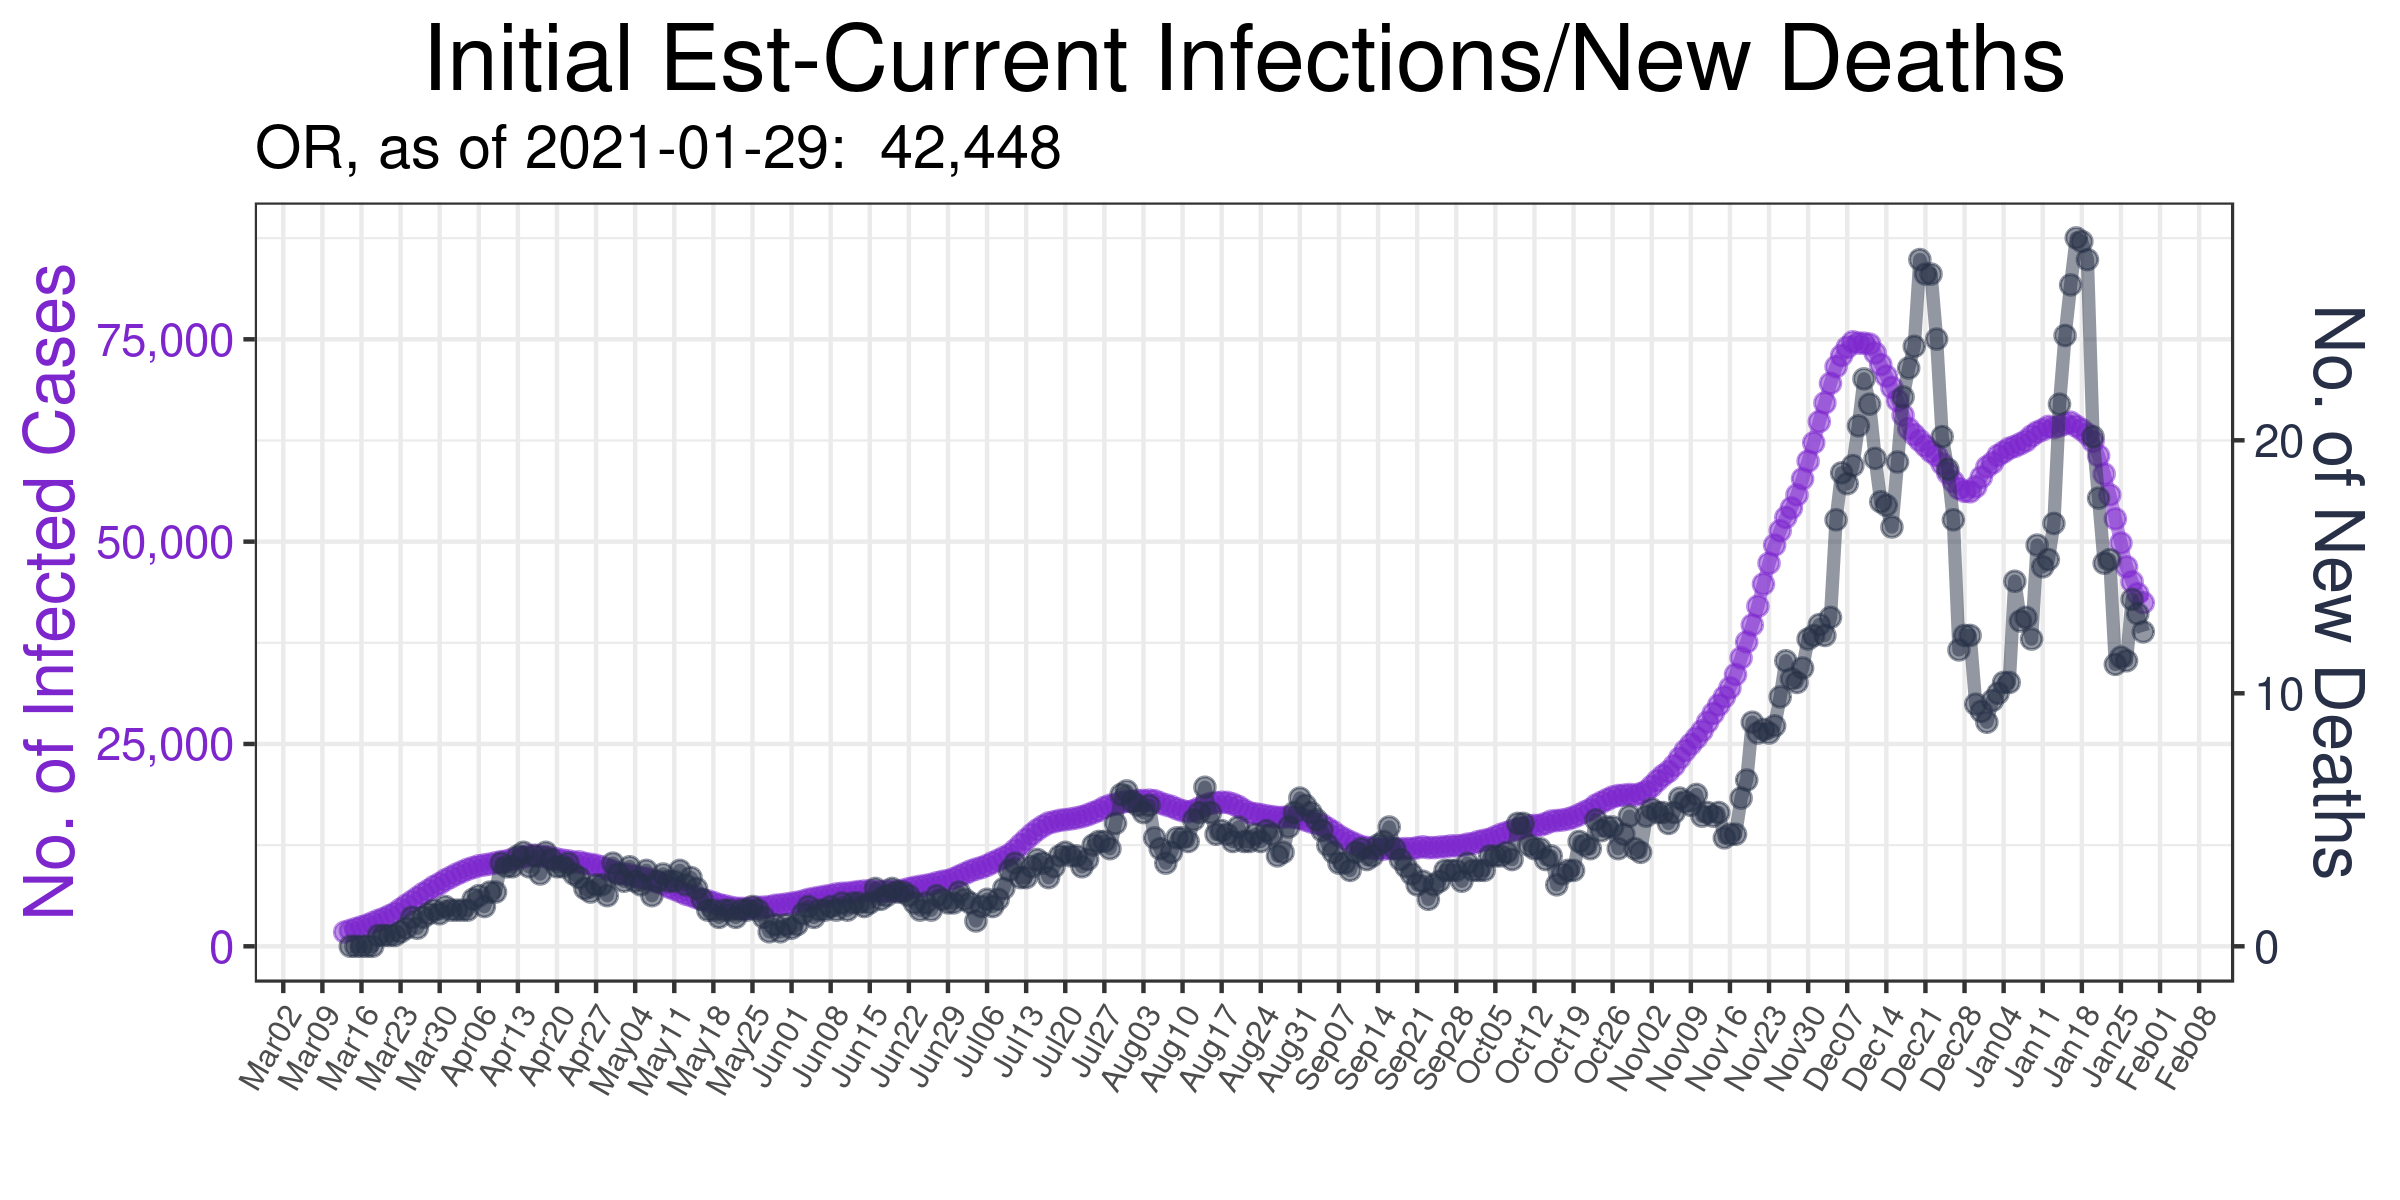 Initial Est-Current Infections/New Deaths
OR, as of 2021-01-29:  42,448
No. of Infected Cases
75,000
50,000
25,000
0
No. of New Deaths
20
10
0
Mar02
Mar09
Mar16
Mar23
Mar30
Apr06
Apr13
Apr20
Apr27
May04
May11
May18
May25
Jun01
Jun08
Jun15
Jun22
Jun29
Jul06
Jul13
Jul20
Jul27
Aug03
Aug10
Aug17
Aug24
Aug31
Sep07
Sep14
Sep21
Sep28
Oct05
Oct12
Oct19
Oct26
Nov02
Nov09
Nov16
Nov23
Nov30
Dec07
Dec14
Dec21
Dec28
Jan04
Jan11
Jan18
Jan25
Feb01
Feb08